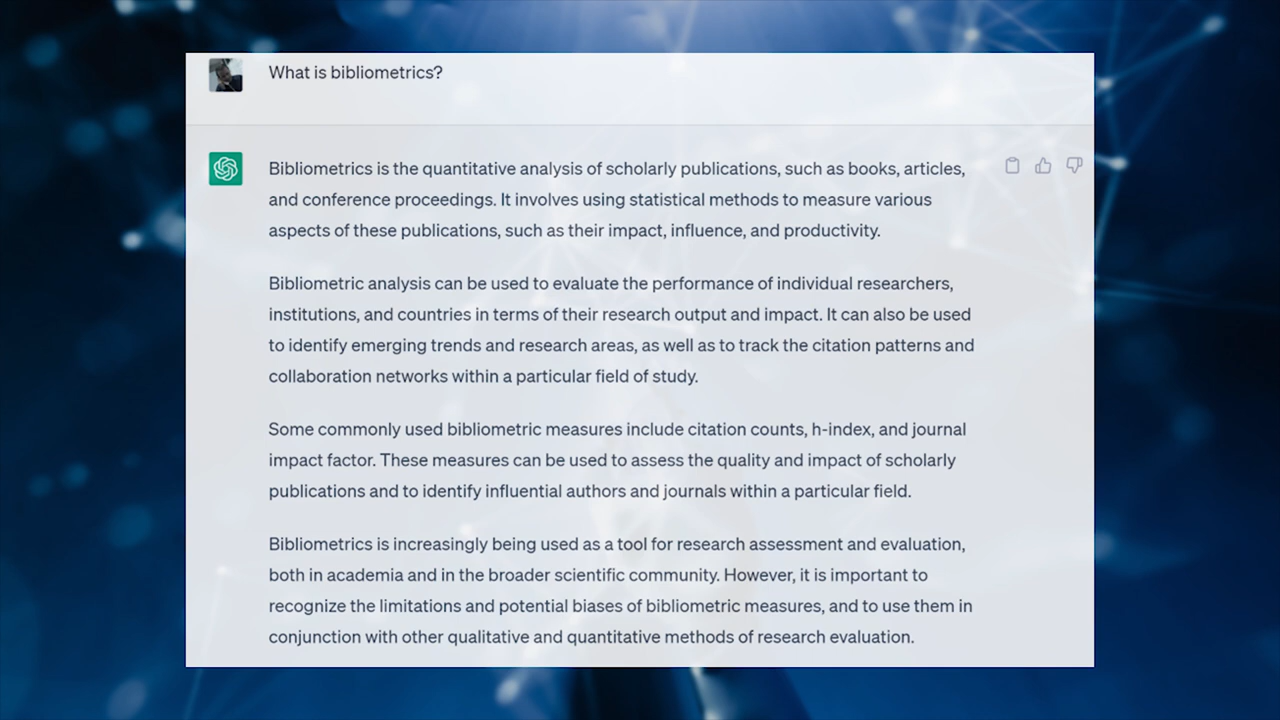 What is bibliometrics?
Bibliometrics is the quantitative analysis of scholarly publications, such as books, articles,
and conference proceedings. It involves using statistical methods to measure various
aspects of these publications, such as their impact, influence, and productivity.
Bibliometric analysis can be used to evaluate the performance of individual researchers,
institutions, and countries in terms of their research output and impact. It can also be used
to identify emerging trends and research areas, as well as to track the citation patterns and
collaboration networks within a particular field of study.
Some commonly used bibliometric measures include citation counts, h-index, and journal
impact factor. These measures can be used to assess the quality and impact of scholarly
publications and to identify influential authors and journals within a particular field.
Bibliometrics is increasingly being used as a tool for research assessment and evaluation,
both in academia and in the broader scientific community. However, it is important to
recognize the limitations and potential biases of bibliometric measures, and to use them in
conjunction with other qualitative and quantitative methods of research evaluation.